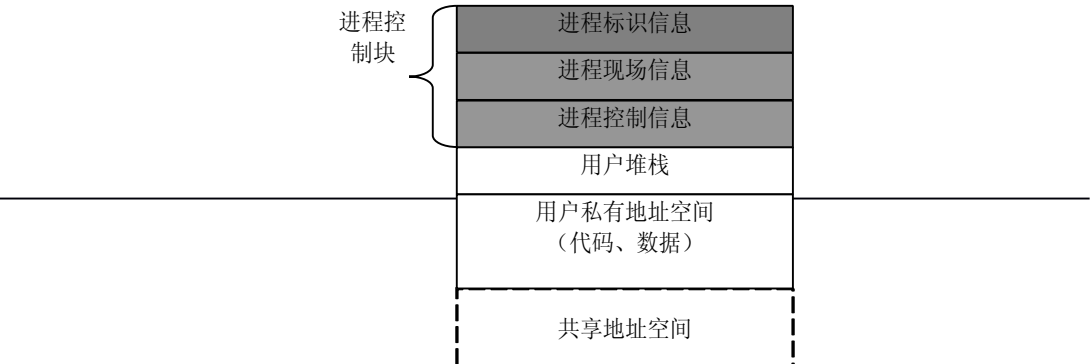 进程控
制块
进程标识信息
进程现场信息
进程控制信息
用户堆栈
用户私有地址空间
（代码、数据）
共享地址空间